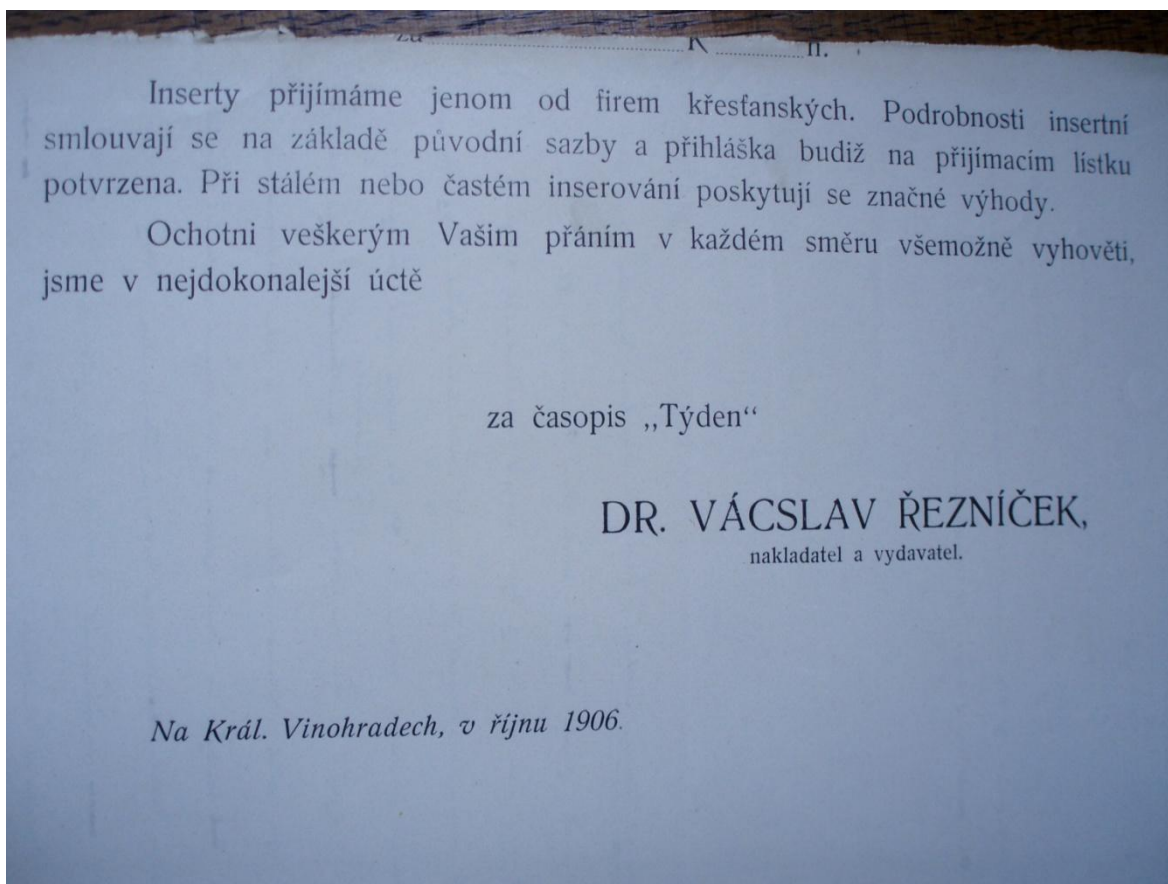 za K h.
Inserty přijímáme jenom od firem křesťanských. Podrobnosti insertní
smlouvají se na základě původní sazby a přihláška budiž na přijímacím lístku
potvrzena. Při stálém nebo častém inserování poskytují se značné výhody.
Ochotni veškerým Vašim přáním v každém směru všemožně vyhověti,
jsme v nejdokonalejší úctě
za časopis „Týden“
DR. VÁCSLAV ŘEZNÍČEK,
nakladatel a vydavatel.
Na Král. Vinohradech, v říjnu 1906.